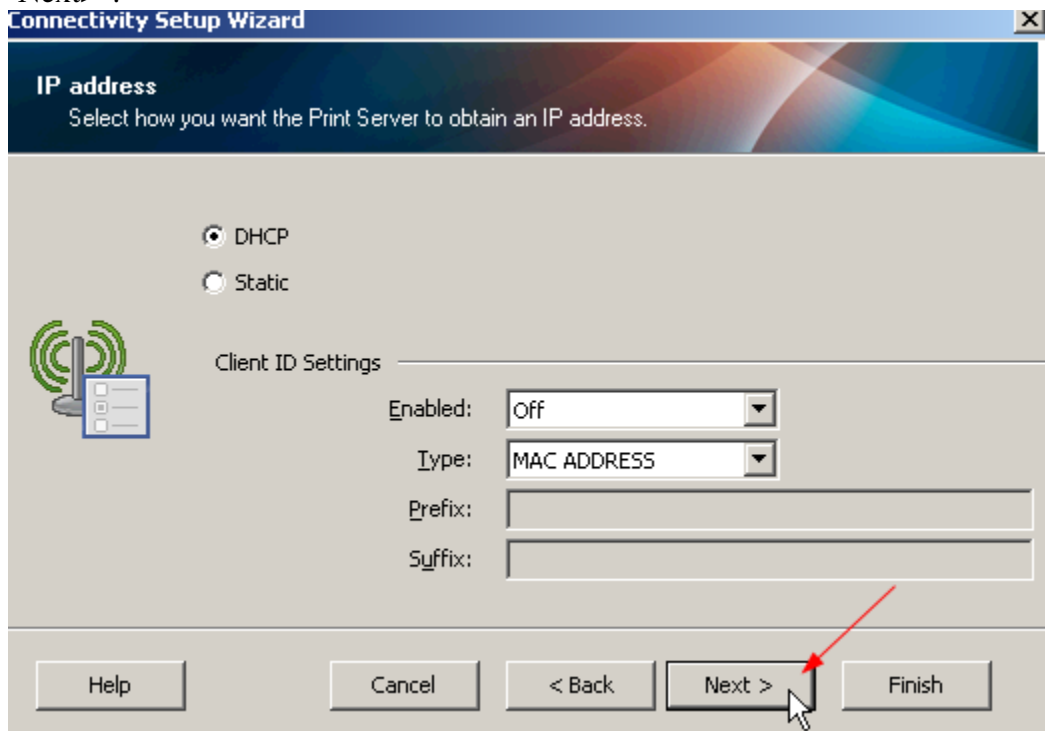 Next>".
Connectivity Setup Wizard
IP address
Select how you want the Print Server to obtain an IP address.
DHCP
Static
Client ID Settings
Enabled: Off
Type: MAC ADDRESS
Prefix:
Suffix:
Help Cancel < Back Next > Finish